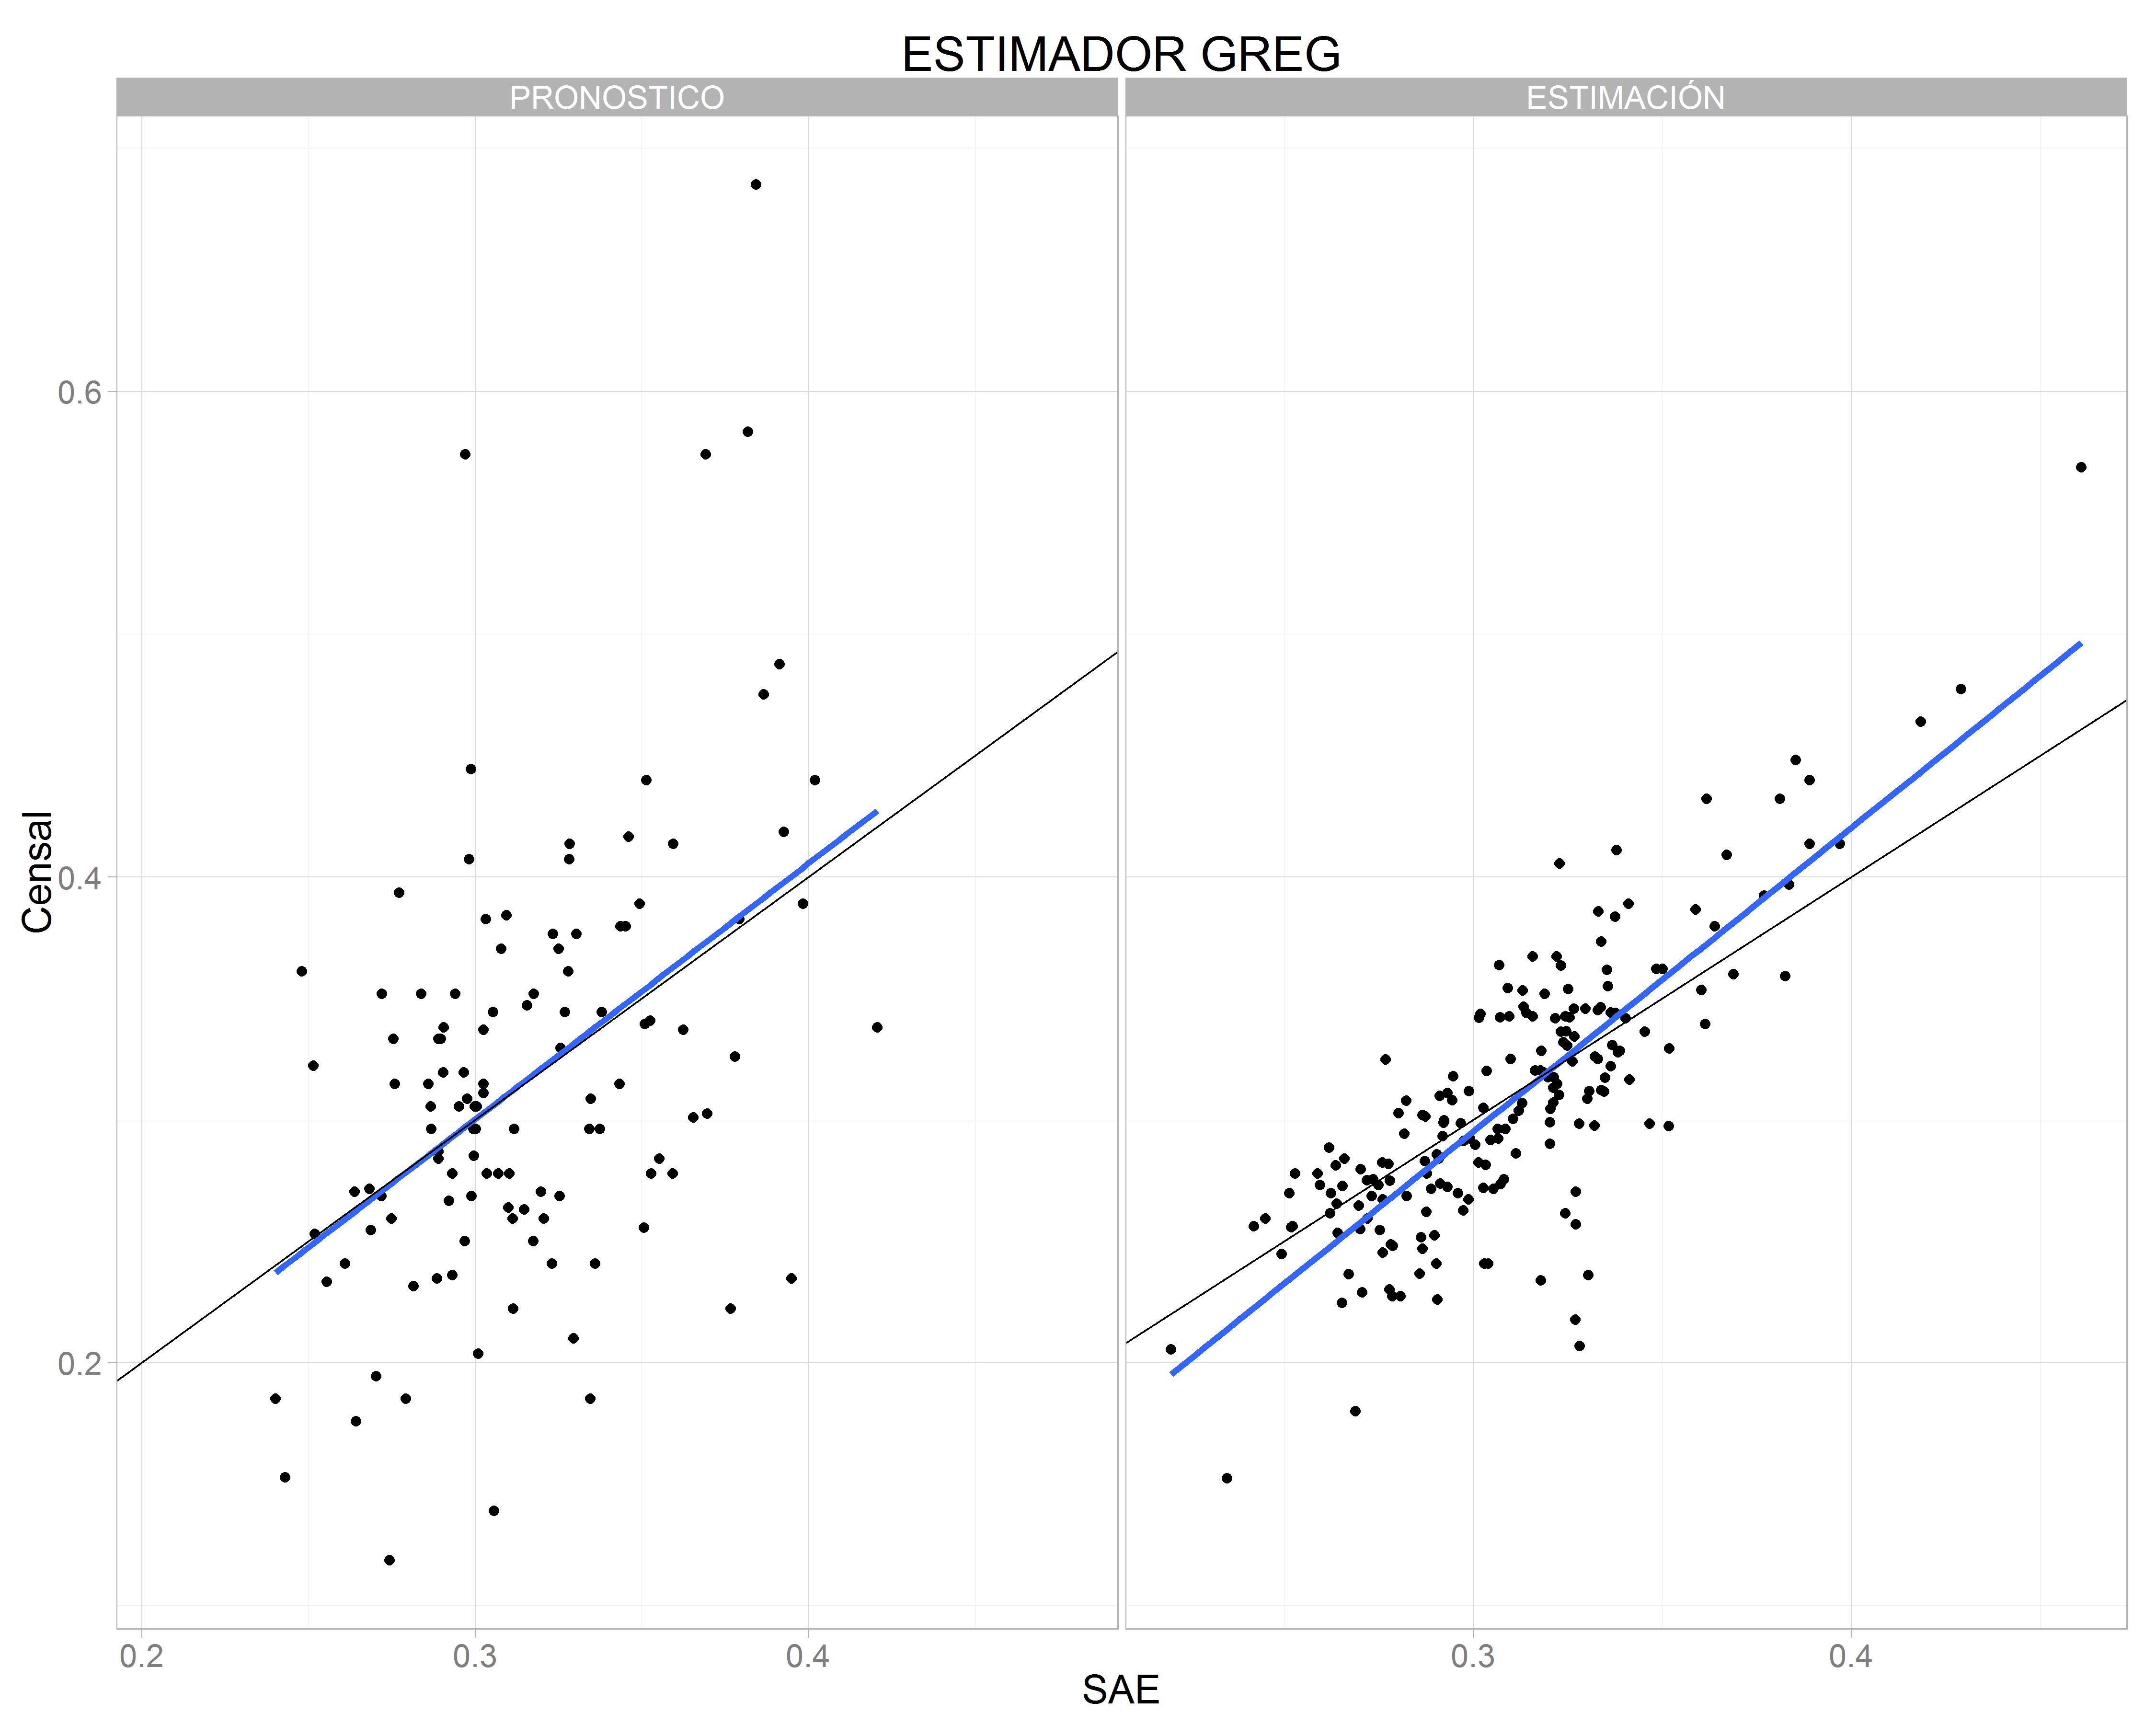 ESTIMADOR GREG
PRONOSTICO
ESTIMACIÓN
Censal
0.6
0.4
0.2
0.2 0.3 0.4
0.3 0.4
SAE